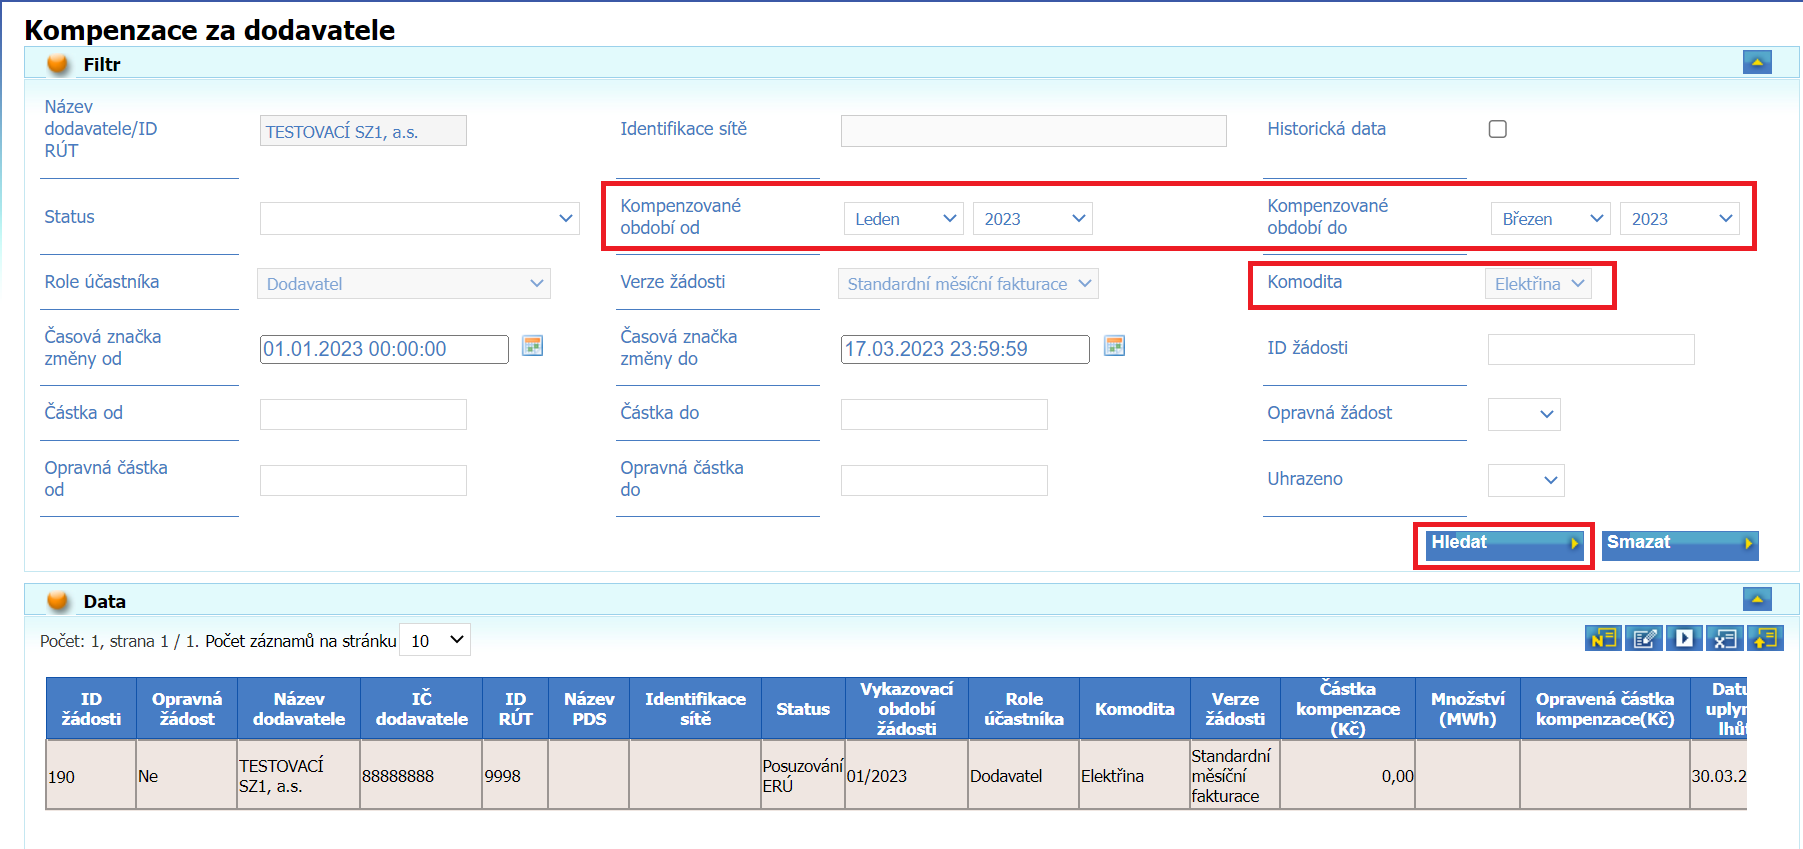 Kompenzace za dodavatele
Filtr
Název
dodavatele/ID
RÚT
TESTOVACÍ SZ1, a.s.
Identifikace sítě
Historická data
Status
Kompenzované
období od
Leden
2023
Kompenzované
období do
Březen
2023
Role účastníka
Dodavatel
Verze žádosti
Standardní měsíční fakturace
Komodita
Elektřina
Časová značka
změny od
01.01.2023 00:00:00
Časová značka
změny do
17.03.2023 23:59:59
ID žádosti
Částka od
Částka do
Opravná žádost
Opravná částka
od
Opravná částka
do
Uhrazeno
Hledat
Smazat
Data
Počet: 1, strana 1 / 1. Počet záznamů na stránku 10
ID
žádosti
Opravná
žádost
Název
dodavatele
IČ
dodavatele
ID
RÚT
Název
PDS
Identifikace
sítě
Status
Vykazovací
období
žádosti
Role
účastníka
Komodita
Verze
žádosti
Částka
kompenzace
(Kč)
Množství
(MWh)
Opravená částka
kompenzace(Kč)
Datu
uplyn
lhůt
190
Ne
TESTOVACÍ
SZ1, a.s.
88888888
9998
Posuzování
ERÚ
01/2023
Dodavatel
Elektřina
Standardní
měsíční
fakturace
0,00
30.03.2